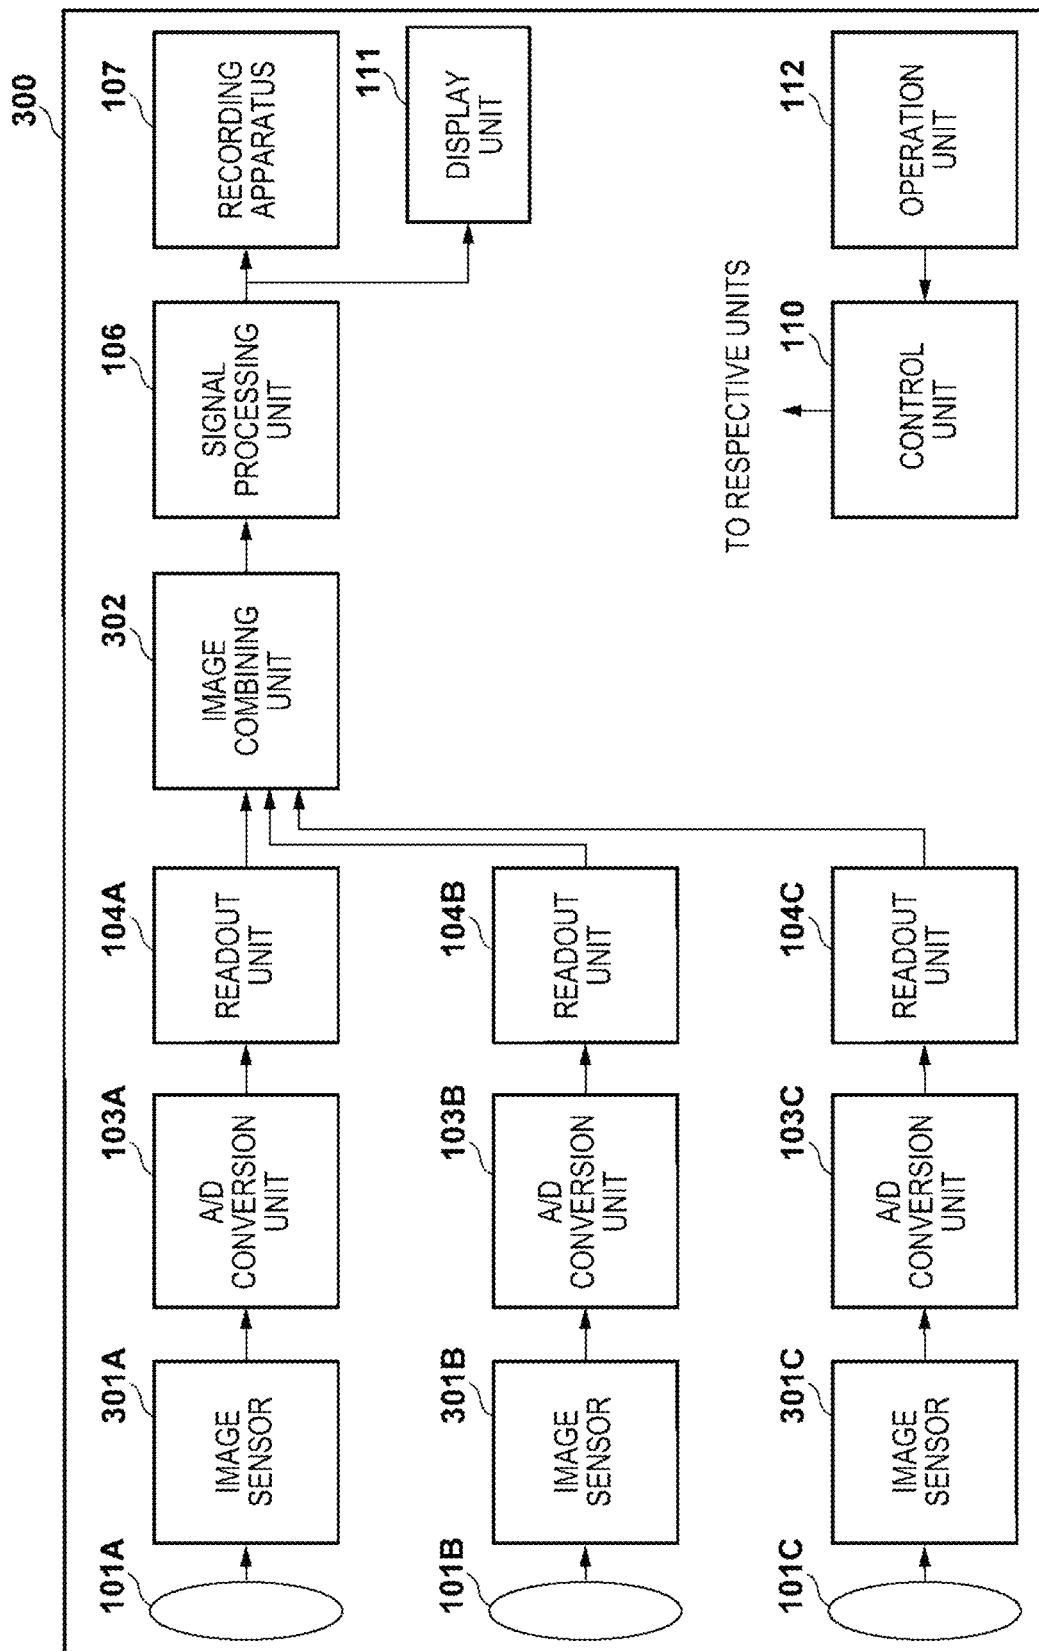 300
101A
301A
IMAGE
SENSOR
103A
A/D
CONVERSION
UNIT
104A
READOUT
UNIT
302
IMAGE
COMBINING
UNIT
106
SIGNAL
PROCESSING
UNIT
107
RECORDING
APPARATUS
111
DISPLAY
UNIT
101B
301B
IMAGE
SENSOR
103B
A/D
CONVERSION
UNIT
104B
READOUT
UNIT
101C
301C
IMAGE
SENSOR
103C
A/D
CONVERSION
UNIT
104C
READOUT
UNIT
TO RESPECTIVE UNITS
110
CONTROL
UNIT
112
OPERATION
UNIT